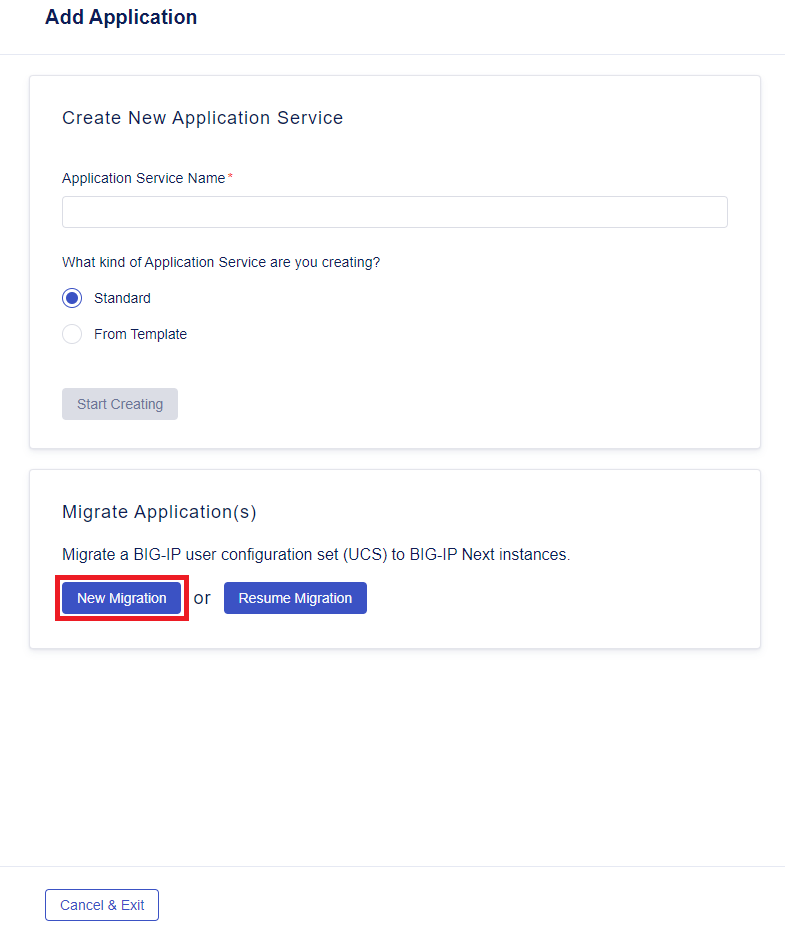 Add Application
Create New Application Service
Application Service Name*
What kind of Application Service are you creating?
Standard
From Template
Start Creating
Migrate Application(s)
Migrate a BIG-IP user configuration set (UCS) to BIG-IP Next instances.
New Migration or Resume Migration
Cancel & Exit